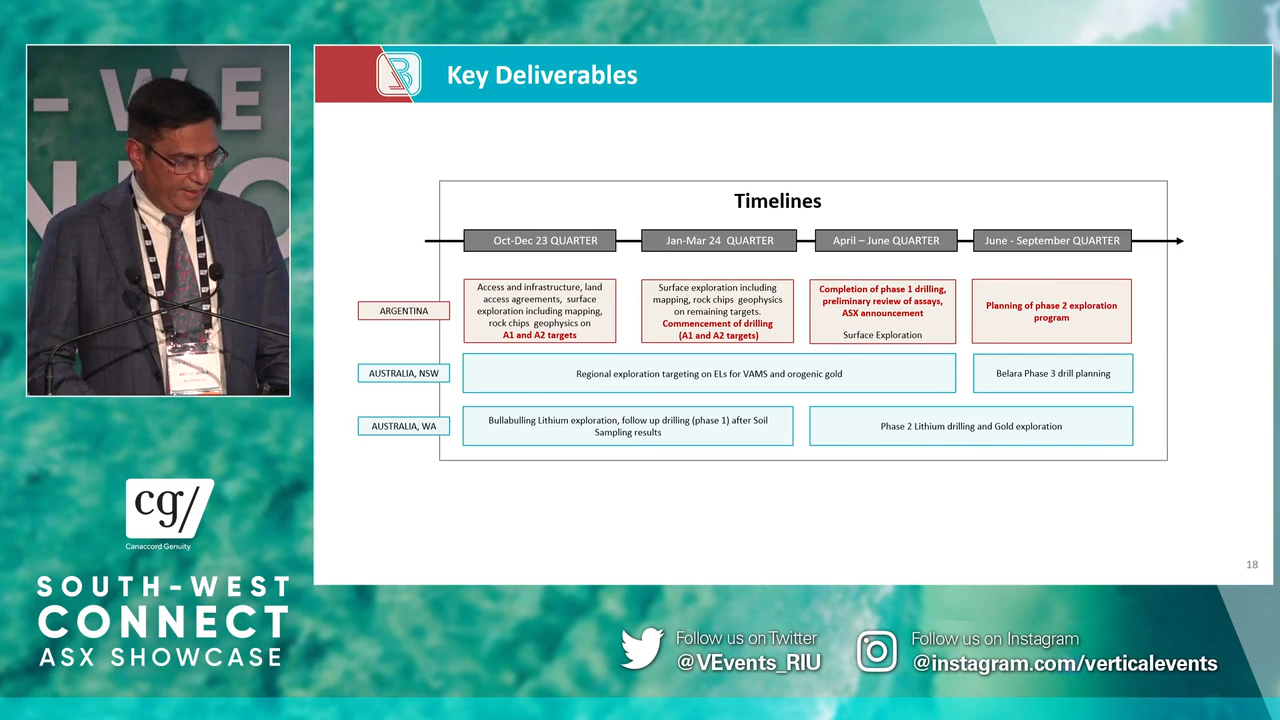 - W E
N
Key Deliverables
Timelines
Oct-Dec 23 QUARTER
Jan-Mar 24 QUARTER
April – June QUARTER
June - September QUARTER
ARGENTINA
Access and infrastructure, land
access agreements, surface
exploration including mapping,
rock chips geophysics on
A1 and A2 targets
Surface exploration including
mapping, rock chips geophysics
on remaining targets.
Commencement of drilling
(A1 and A2 targets)
Completion of phase 1 drilling,
preliminary review of assays,
ASX announcement
Surface Exploration
Planning of phase 2 exploration
program
AUSTRALIA, NSW
Regional exploration targeting on ELs for VAMS and orogenic gold
Belara Phase 3 drill planning
AUSTRALIA, WA
Bullabulling Lithium exploration, follow up drilling (phase 1) after Soil
Sampling results
Phase 2 Lithium drilling and Gold exploration
18
cg/
Canaccord Genuity
SOUTH-WEST
CONNECT
ASX SHOWCASE
Follow us on Twitter
@VEvents_RIU
Follow us on Instagram
@instagram.com/verticalevents